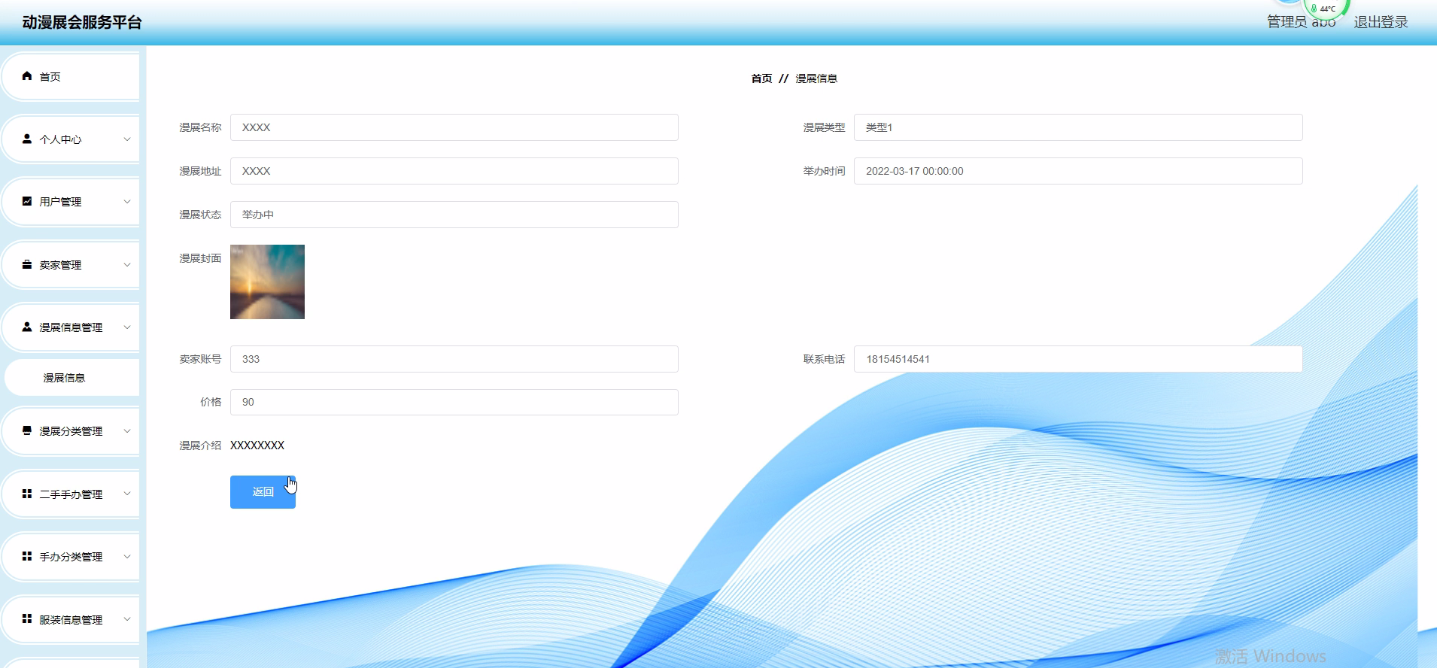 动漫展会服务平台
44°C
管理员 abo 退出登录
首页
个人中心
用户管理
卖家管理
漫展信息管理
漫展信息
漫展分类管理
二手手办管理
手办分类管理
服装信息管理
首页 // 漫展信息
漫展名称 XXXX
漫展类型 类型1
漫展地址 XXXX
举办时间 2022-03-17 00:00:00
漫展状态 举办中
漫展封面
卖家账号 333
联系电话 18154514541
价格 90
漫展介绍 XXXXXXXX
返回
激活 Windows